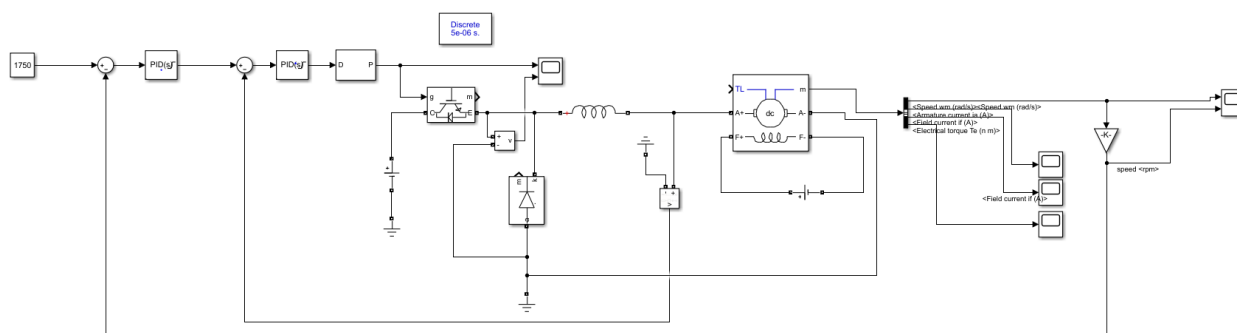 Discrete
5e-06 s.
1750
PID(s)
PID(s)
D P
g m
C E
+ v
-
TL m
A+ dc A-
F+ F-
<Speed wm (rad/s)><Speed wm (rad/s)>
<Armature current ia (A)>
<Field current if (A)>
<Electrical torque Te (n m)>
-K-
speed <rpm>
<Field current if (A)>
m k
a
- +
v